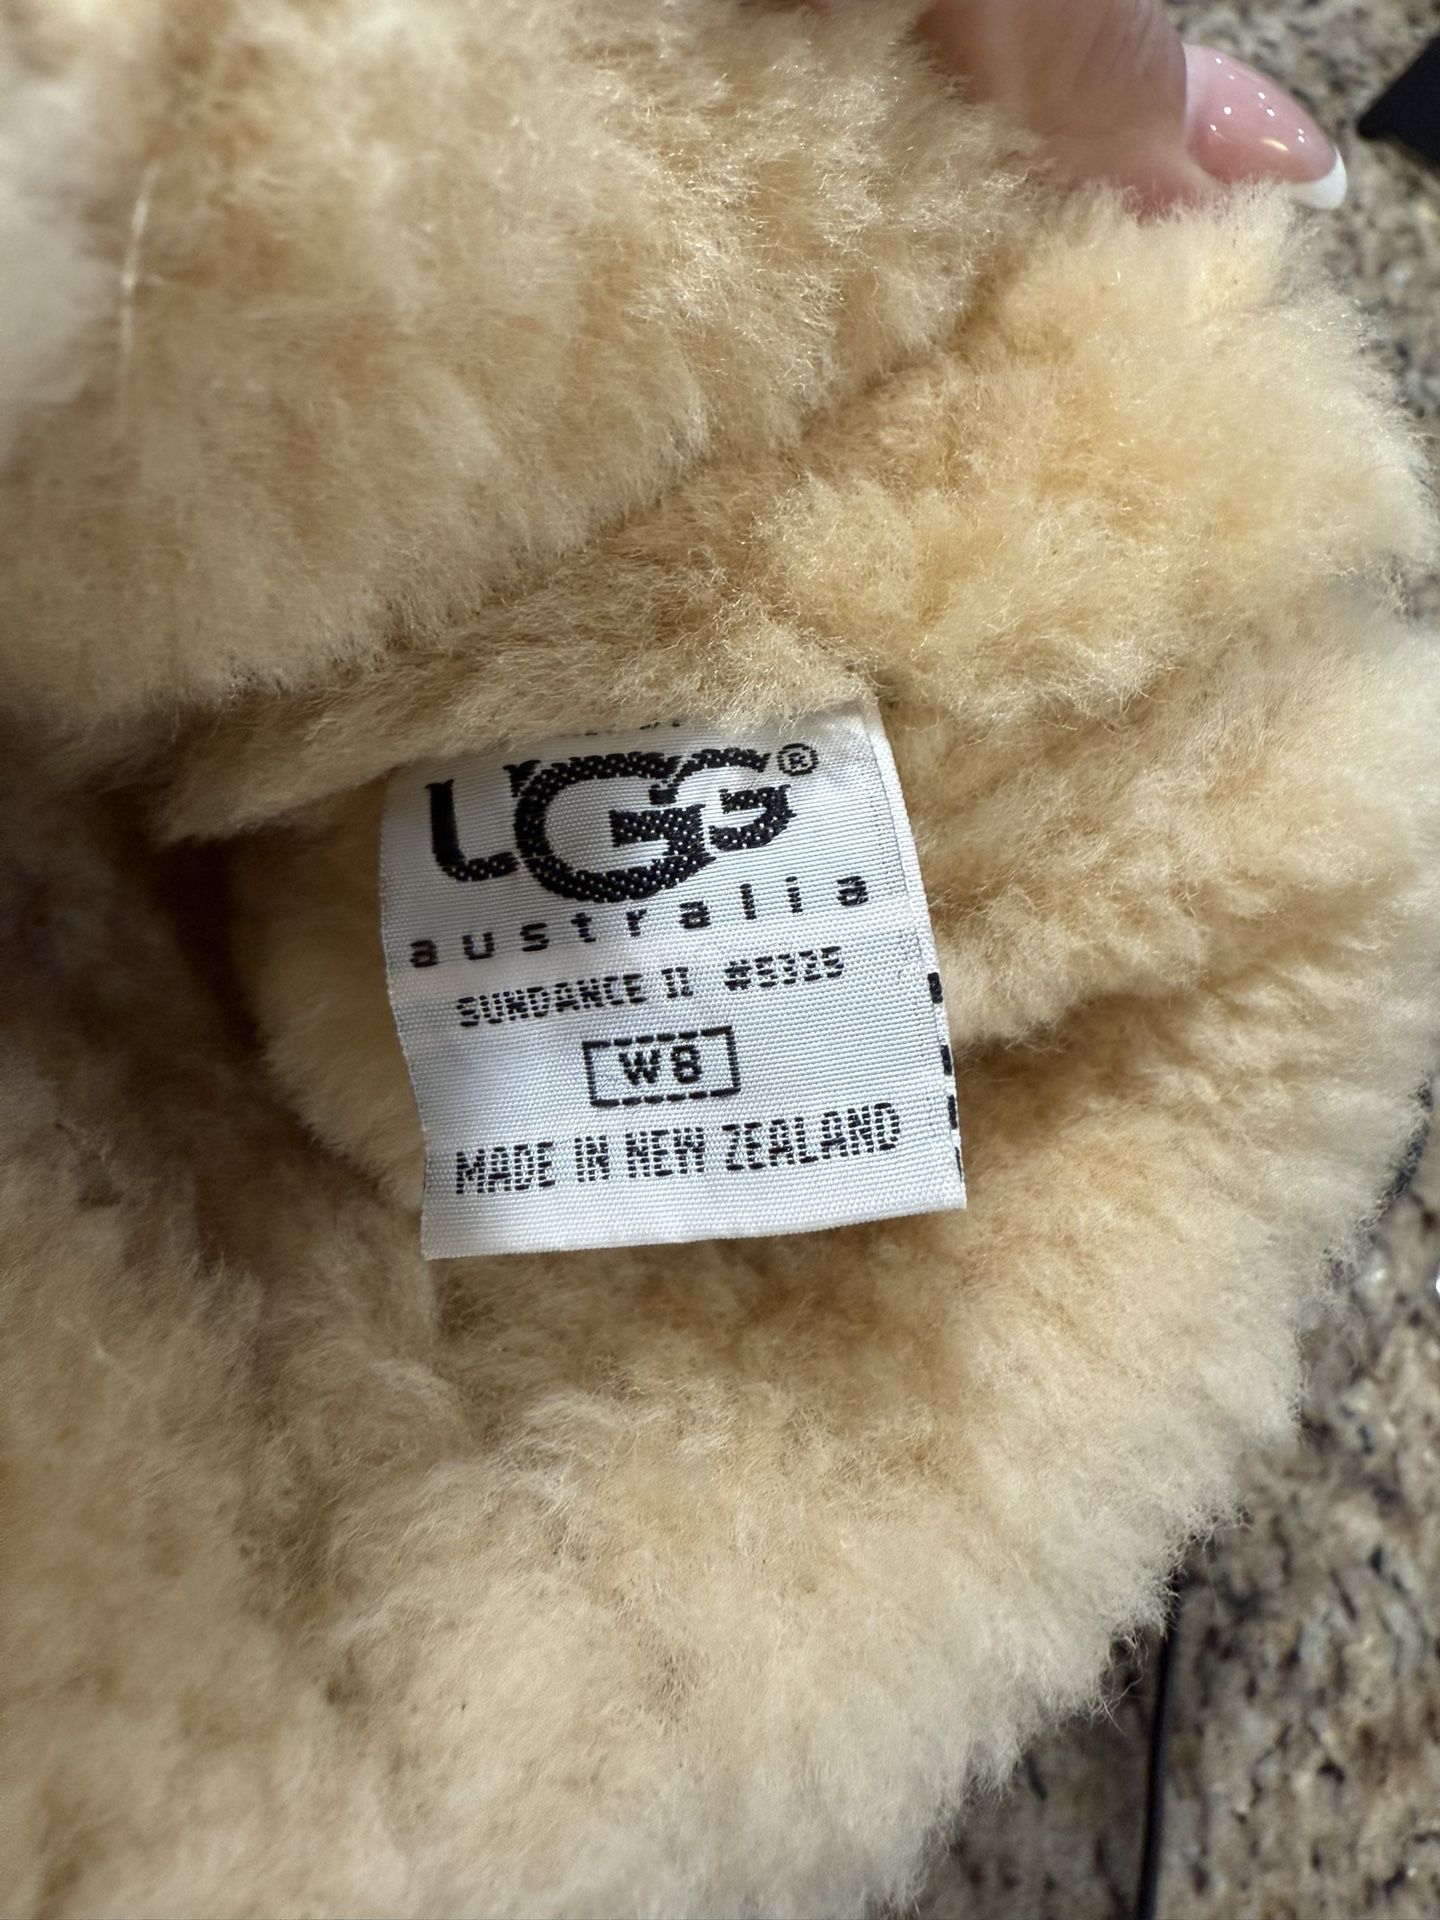 UGG®
australia
SUNDANCE II #5325
W8
MADE IN NEW ZEALAND